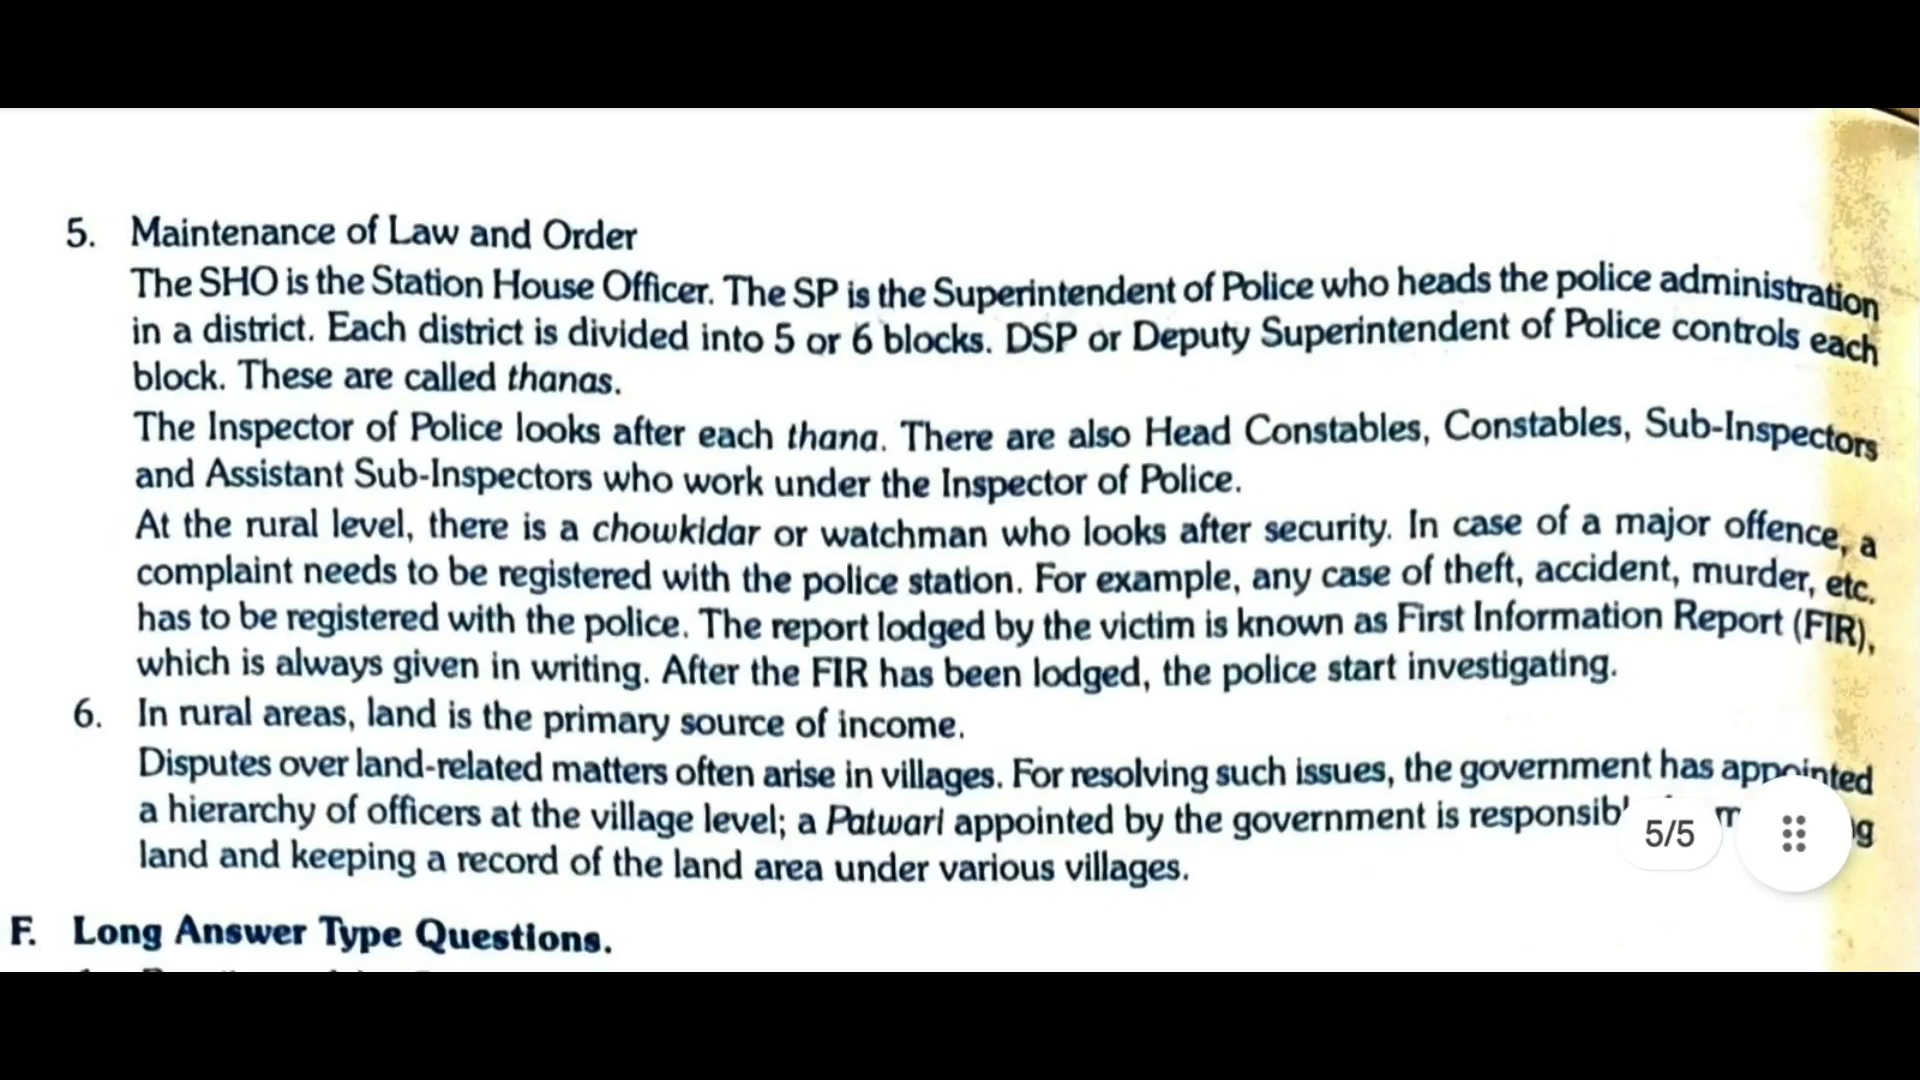 5. Maintenance of Law and Order
The SHO is the Station House Officer. The SP is the Superintendent of Police who heads the police administration
in a district. Each district is divided into 5 or 6 blocks. DSP or Deputy Superintendent of Police controls each
block. These are called thanas.
The Inspector of Police looks after each thana. There are also Head Constables, Constables, Sub-Inspectors
and Assistant Sub-Inspectors who work under the Inspector of Police.
At the rural level, there is a chowkidar or watchman who looks after security. In case of a major offence, a
complaint needs to be registered with the police station. For example, any case of theft, accident, murder, etc.
has to be registered with the police. The report lodged by the victim is known as First Information Report (FIR),
which is always given in writing. After the FIR has been lodged, the police start investigating.
6. In rural areas, land is the primary source of income.
Disputes over land-related matters often arise in villages. For resolving such issues, the government has appointed
a hierarchy of officers at the village level; a Patwari appointed by the government is
5/5
land and keeping a record of the land area under various villages.
F. Long Answer Type Questions.